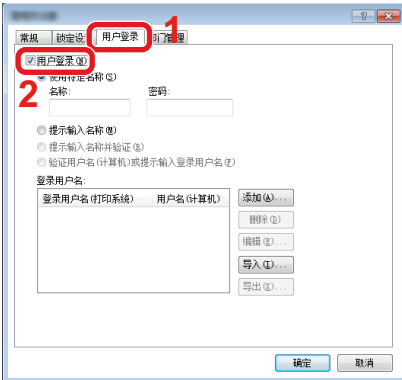 1
常规 锁定设 用户登录 部门管理
用户登录(N)
2
使用特定名称(S)
名称: 密码:
提示输入名称(M)
提示输入名称并验证(R)
验证用户名(计算机)或提示输入登录用户名(P)
登录用户名:
登录用户名(打印系统) 用户名(计算机)
添加(A)...
删除(D)
编辑(E)...
导入(I)...
导出(X)...
确定 取消